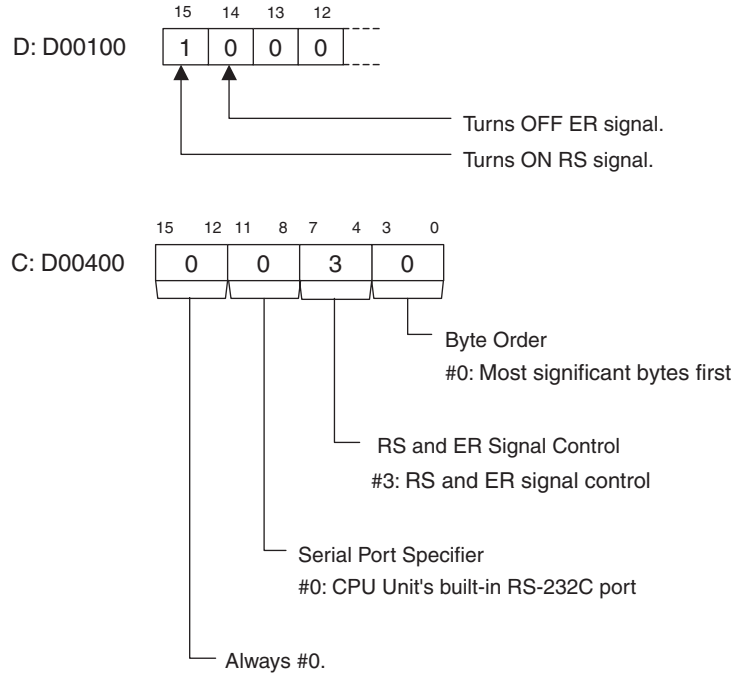 15 14 13 12
D: D00100 1 0 0 0
Turns OFF ER signal.
Turns ON RS signal.
15 12 11 8 7 4 3 0
C: D00400 0 0 3 0
Byte Order
#0: Most significant bytes first
RS and ER Signal Control
#3: RS and ER signal control
Serial Port Specifier
#0: CPU Unit's built-in RS-232C port
Always #0.